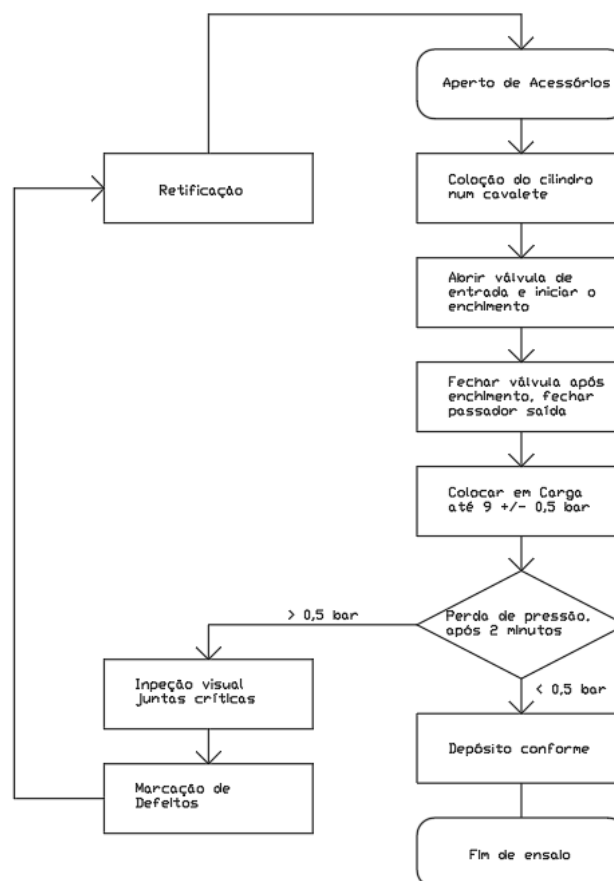 Aperto de Acessórios
Retificação
Coloção do cilindro
num cavalete
Abrir válvula de
entrada e iniciar o
enchimento
Fechar válvula após
enchimento, fechar
passador saída
Colocar em Carga
até 9 +/- 0,5 bar
Perda de pressão,
após 2 minutos
> 0,5 bar
< 0,5 bar
Inpeção visual
juntas críticas
Marcação de
Defeitos
Depósito conforme
Fim de ensaio